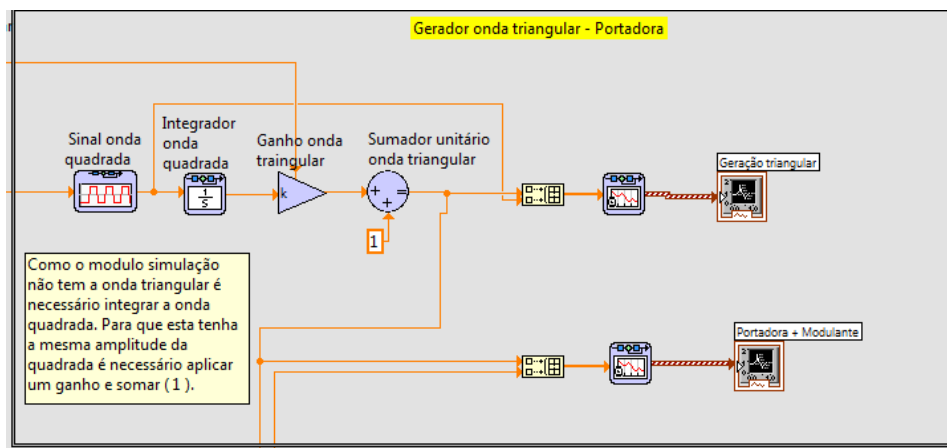 Gerador onda triangular - Portadora
Sinal onda
quadrada
Integrador
onda
quadrada
Ganho onda
traingular
Sumador unitário
onda triangular
1
S
k
+
+
=
1
Geração triangular
Como o modulo simulação
não tem a onda triangular é
necessário integrar a onda
quadrada. Para que esta tenha
a mesma amplitude da
quadrada é necessário aplicar
um ganho e somar ( 1 ).
Portadora + Modulante